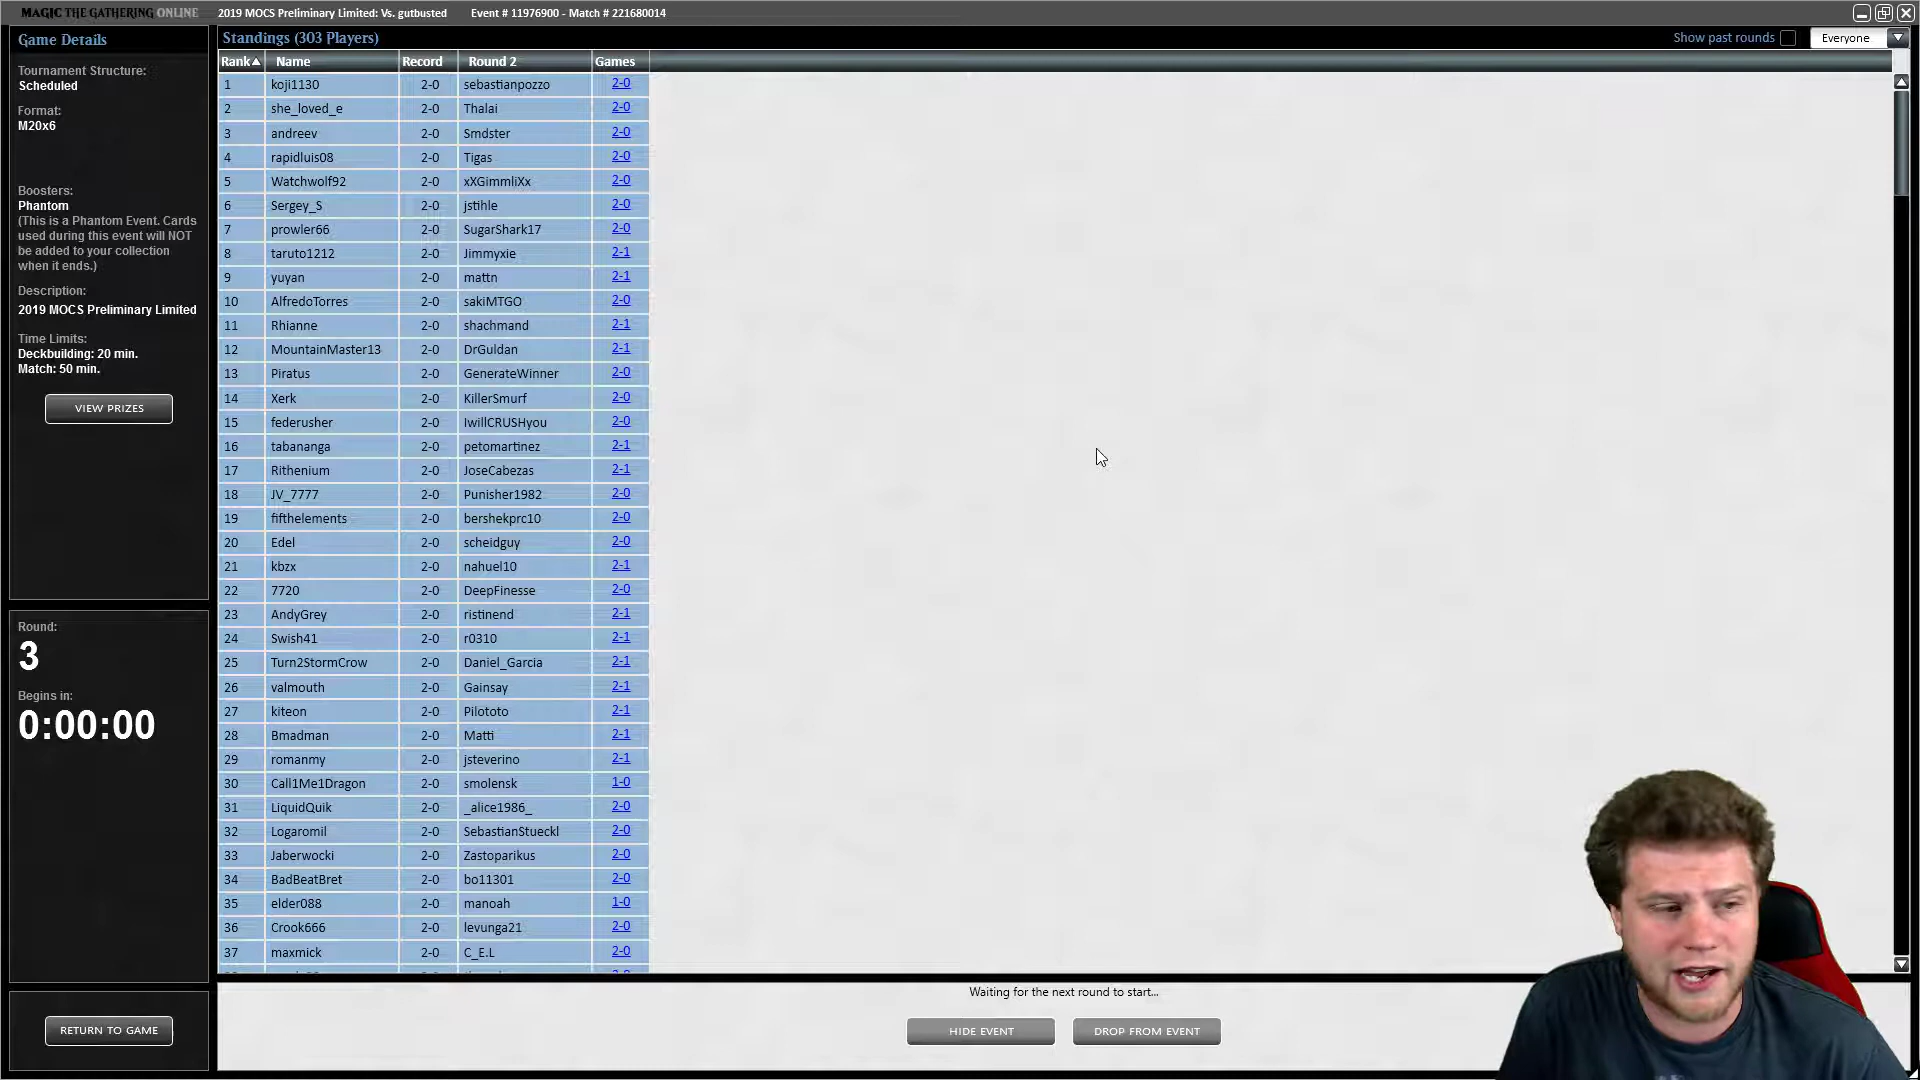 MAGIC THE GATHERING ONLINE 2019 MOCS Preliminary Limited: Vs. gutbusted Event # 11976900 - Match # 221680014
Game Details
Tournament Structure:
Scheduled
Format:
M20x6
Boosters:
Phantom
(This is a Phantom Event. Cards
used during this event will NOT
be added to your collection
when it ends.)
Description:
2019 MOCS Preliminary Limited
Time Limits:
Deckbuilding: 20 min.
Match: 50 min.
VIEW PRIZES
Round:
3
Begins in:
0:00:00
RETURN TO GAME
Standings (303 Players)
Show past rounds
Everyone
Rank Name Record Round 2 Games
1 koji1130 2-0 sebastianpozzo 2-0
2 she_loved_e 2-0 Thalai 2-0
3 andreev 2-0 Smdster 2-0
4 rapidluis08 2-0 Tigas 2-0
5 Watchwolf92 2-0 xXGimmliXx 2-0
6 Sergey_S 2-0 jstihle 2-0
7 prowler66 2-0 SugarShark17 2-0
8 taruto1212 2-0 Jimmyxie 2-1
9 yuyan 2-0 mattn 2-1
10 AlfredoTorres 2-0 sakiMTGO 2-0
11 Rhianne 2-0 shachmand 2-1
12 MountainMaster13 2-0 DrGuldan 2-1
13 Piratus 2-0 GenerateWinner 2-0
14 Xerk 2-0 KillerSmurf 2-0
15 federusher 2-0 IwillCRUSHyou 2-0
16 tabananga 2-0 petomartinez 2-1
17 Rithenium 2-0 JoseCabezas 2-1
18 JV_7777 2-0 Punisher1982 2-0
19 fifthelements 2-0 bershekprc10 2-0
20 Edel 2-0 scheidguy 2-0
21 kbzx 2-0 nahuel10 2-1
22 7720 2-0 DeepFinesse 2-0
23 AndyGrey 2-0 ristinend 2-1
24 Swish41 2-0 r0310 2-1
25 Turn2StormCrow 2-0 Daniel_Garcia 2-1
26 valmouth 2-0 Gainsay 2-1
27 kiteon 2-0 Pilototo 2-1
28 Bmadman 2-0 Matti 2-1
29 romanmy 2-0 jsteverino 2-1
30 Call1Me1Dragon 2-0 smolensk 1-0
31 LiquidQuik 2-0 _alice1986_ 2-0
32 Logaromil 2-0 SebastianStueckl 2-0
33 Jaberwocki 2-0 Zastoparikus 2-0
34 BadBeatBret 2-0 bo11301 2-0
35 elder088 2-0 manoah 1-0
36 Crook666 2-0 levunga21 2-0
37 maxmick 2-0 C_E.L 2-0
Waiting for the next round to start...
HIDE EVENT
DROP FROM EVENT